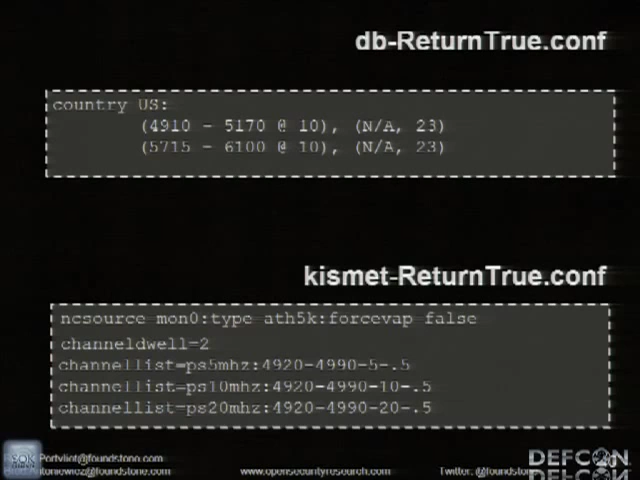 db-ReturnTrue.conf
country US:
(4910 - 5170 @ 10), (N/A, 23)
(5715 - 6100 @ 10), (N/A, 23)
kismet-ReturnTrue.conf
ncsource mon0:type ath5k:forcevap false
channeldwell=2
channellist=ps5mhz:4920-4990-5-.5
channellist=ps10mhz:4920-4990-10-.5
channellist=ps20mhz:4920-4990-20-.5
www.opensecurityresearch.com
DEFCON